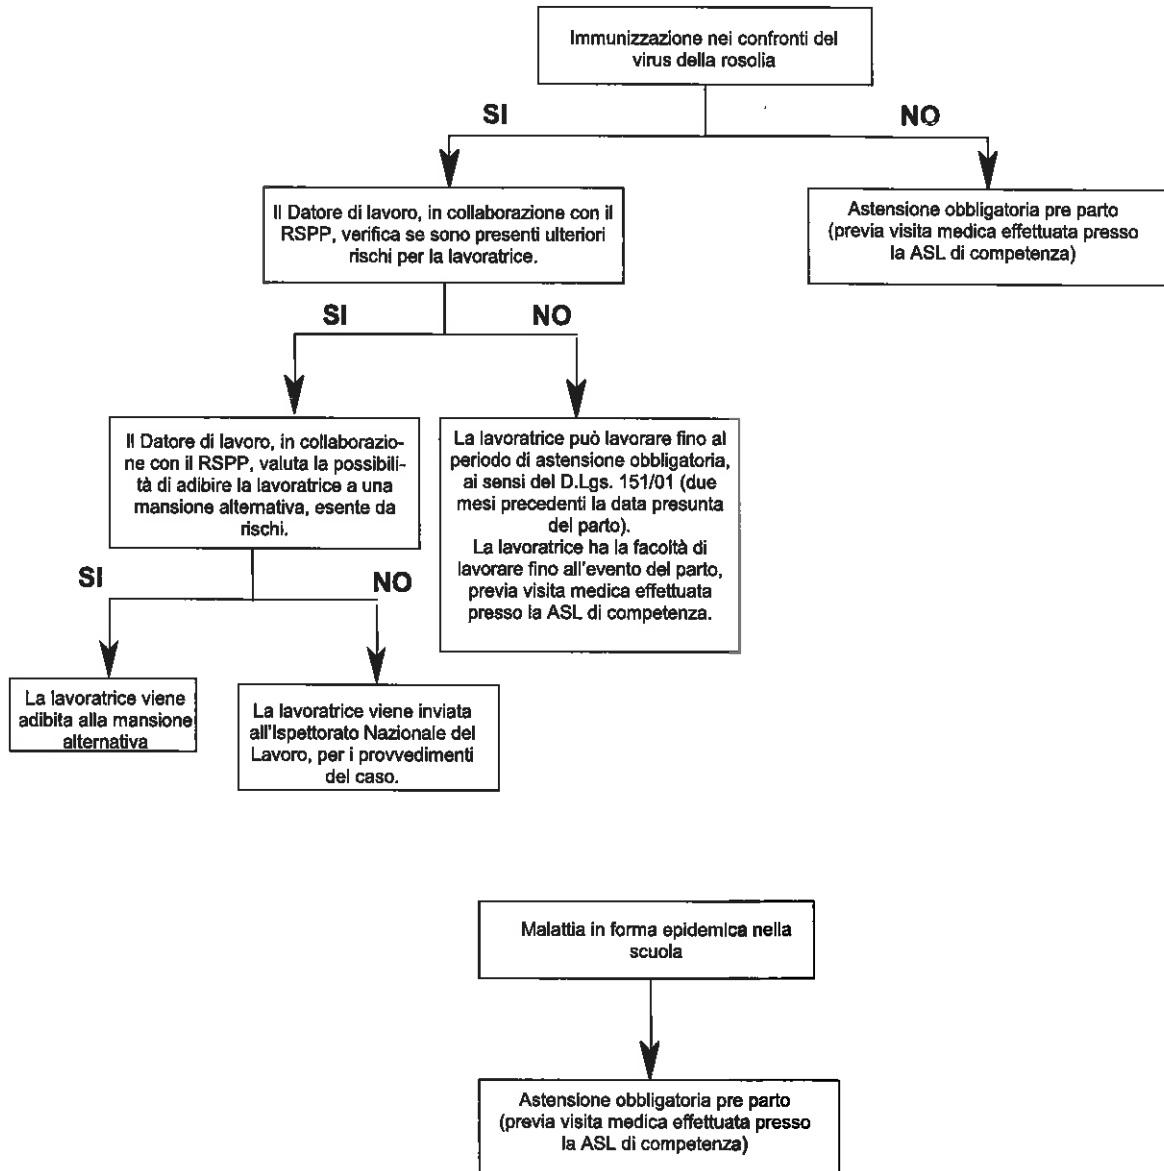 Immunizzazione nei confronti del
virus della rosolia
SI
NO
Il Datore di lavoro, in collaborazione con il
RSPP, verifica se sono presenti ulteriori
rischi per la lavoratrice.
Astensione obbligatoria pre parto
(previa visita medica effettuata presso
la ASL di competenza)
SI
NO
Il Datore di lavoro, in collaborazio-
ne con il RSPP, valuta la possibili-
tà di adibire la lavoratrice a una
mansione alternativa, esente da
rischi.
La lavoratrice può lavorare fino al
periodo di astensione obbligatoria,
ai sensi del D.Lgs. 151/01 (due
mesi precedenti la data presunta
del parto).
La lavoratrice ha la facoltà di
lavorare fino all'evento del parto,
previa visita medica effettuata
presso la ASL di competenza.
SI
NO
La lavoratrice viene
adibita alla mansione
alternativa
La lavoratrice viene inviata
all'Ispettorato Nazionale del
Lavoro, per i provvedimenti
del caso.
Malattia in forma epidemica nella
scuola
Astensione obbligatoria pre parto
(previa visita medica effettuata presso
la ASL di competenza)